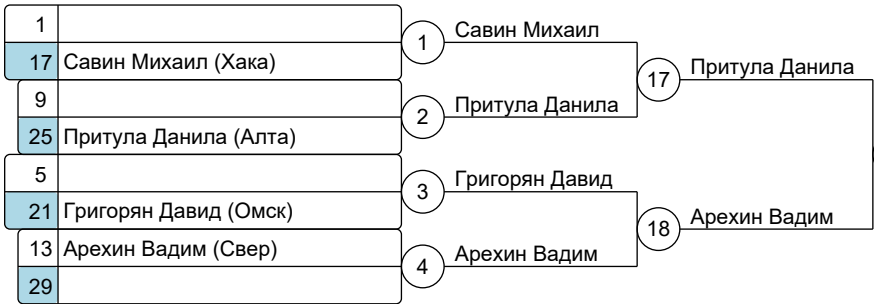 1
17 Савин Михаил (Хака)
9
25 Притула Данила (Алта)
5
21 Григорян Давид (Омск)
13 Арехин Вадим (Свер)
29
1 Савин Михаил
2 Притула Данила
3 Григорян Давид
4 Арехин Вадим
17 Притула Данила
18 Арехин Вадим